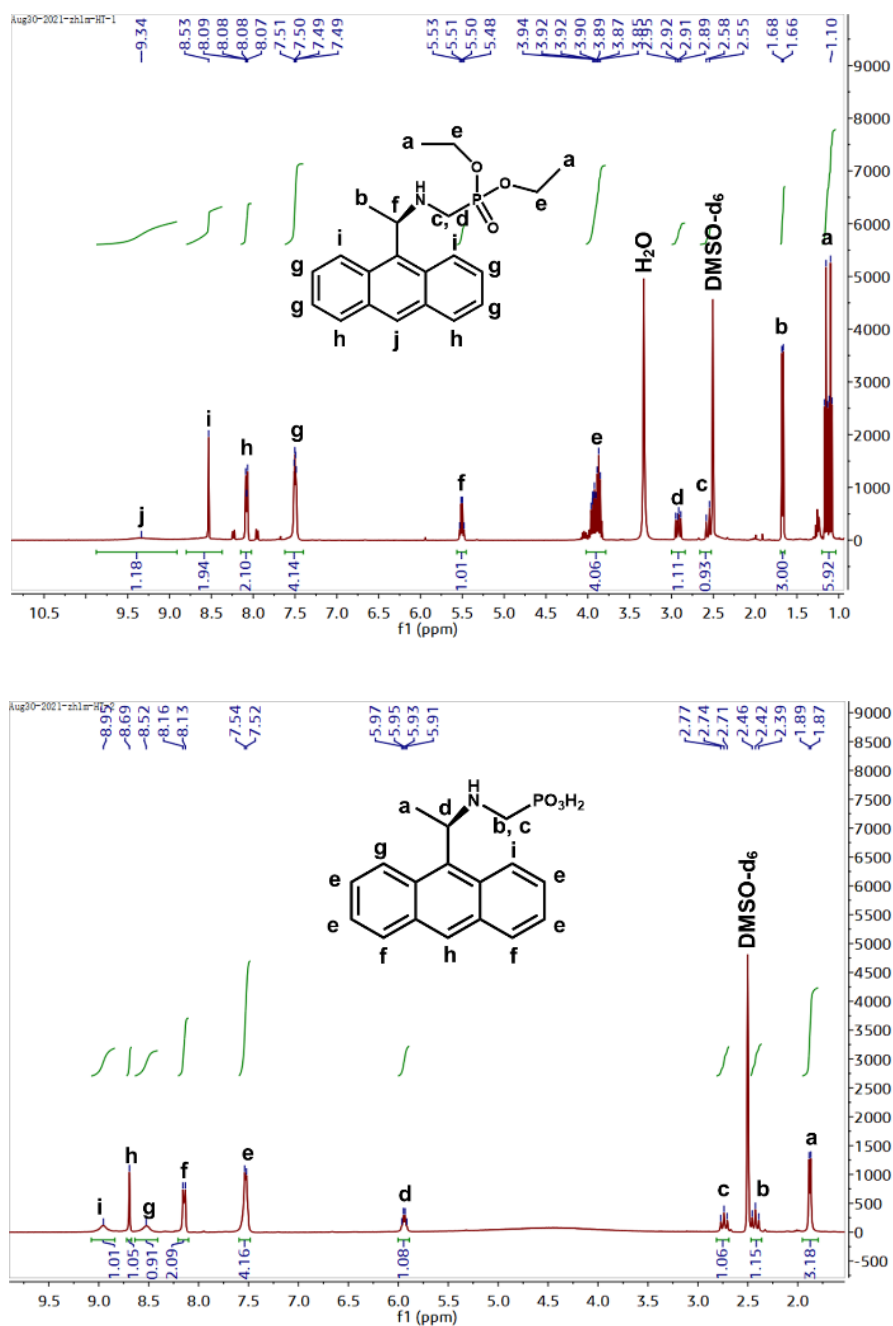 Aug30-2021-zhlm-HT-1
9.34 8.53 8.09 8.08 8.08 8.07 7.51 7.50 7.49 7.49 5.53 5.51 5.50 5.48 3.94 3.92 3.92 3.90 3.89 3.87 3.85 2.95 2.92 2.91 2.89 2.58 2.55 1.68 1.66 1.10
9000
8000
7000
6000
5000
4000
3000
2000
1000
0
a e
O a
b H
N P O
f c, d O e
i i
g g
g g
h j h
H₂O
DMSO-d₆
j i h g f e d c b a
1.18 1.94 2.10 4.14 1.01 4.06 1.11 0.93 3.00 5.92
10.5 9.5 9.0 8.5 8.0 7.5 7.0 6.5 6.0 5.5 5.0 4.5 4.0 3.5 3.0 2.5 2.0 1.5 1.0
f1 (ppm)
8.95 8.69 8.52 8.16 8.13 7.54 7.52 5.97 5.95 5.93 5.91 2.77 2.74 2.71 2.46 2.42 2.39 1.89 1.87
9000
8500
8000
7500
7000
6500
6000
5500
5000
4500
4000
3500
3000
2500
2000
1500
1000
500
0
-500
a d H
N PO₃H₂
b, c
g i
e e
e e
f h f
DMSO-d₆
i h g f e d c b a
1.01 1.05 0.91 2.09 4.16 1.08 1.06 1.15 3.18
9.5 9.0 8.5 8.0 7.5 7.0 6.5 6.0 5.5 5.0 4.5 4.0 3.5 3.0 2.5 2.0
f1 (ppm)